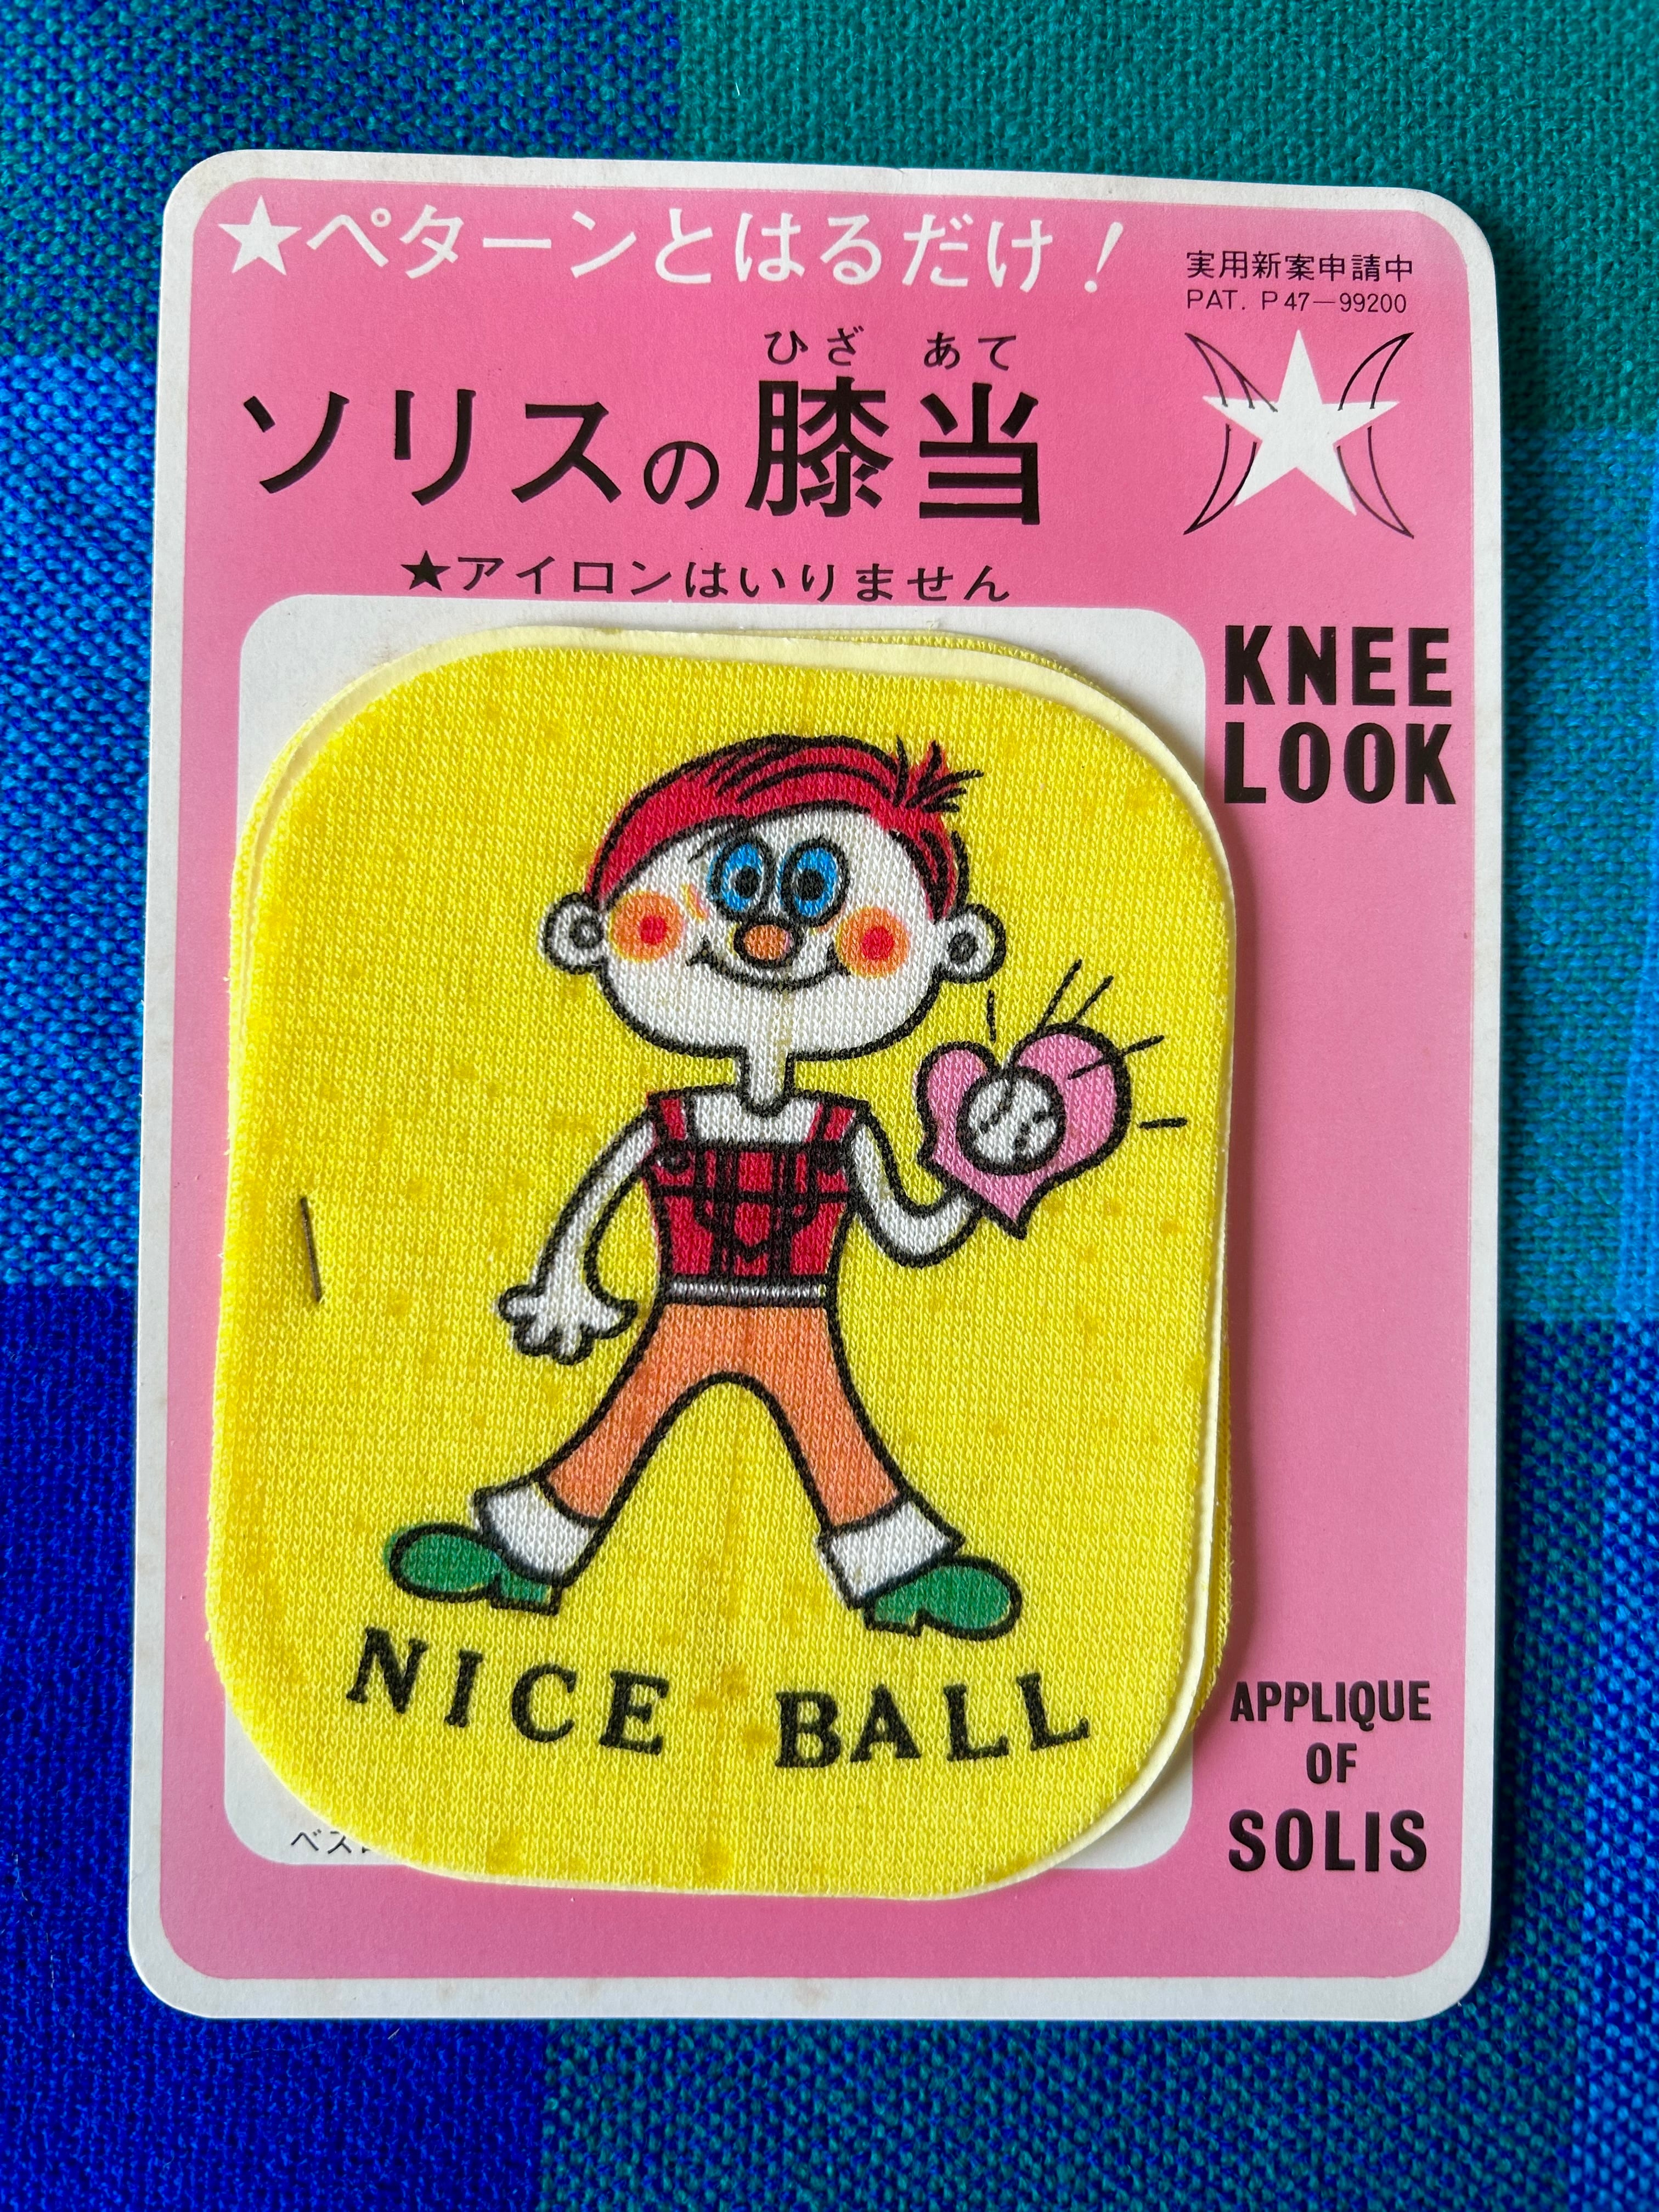 ★ペターンとはるだけ!
実用新案申請中
PAT. P47-99200
ひざ あて
ソリスの膝当
★アイロンはいりません
KNEE
LOOK
NICE BALL
APPLIQUE
OF
SOLIS